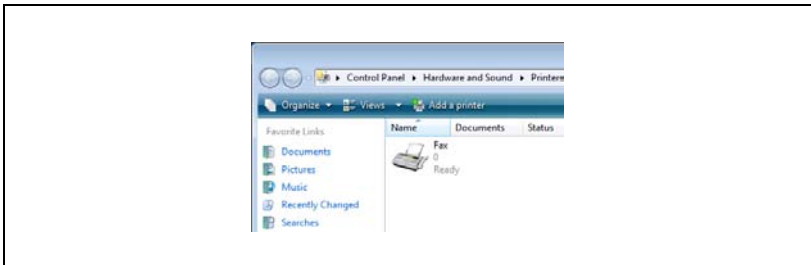 Control Panel ▸ Hardware and Sound ▸ Printers
Organize Views Add a printer
Favorite Links
Name Documents Status
Documents
Pictures
Music
Recently Changed
Searches
Fax
0
Ready